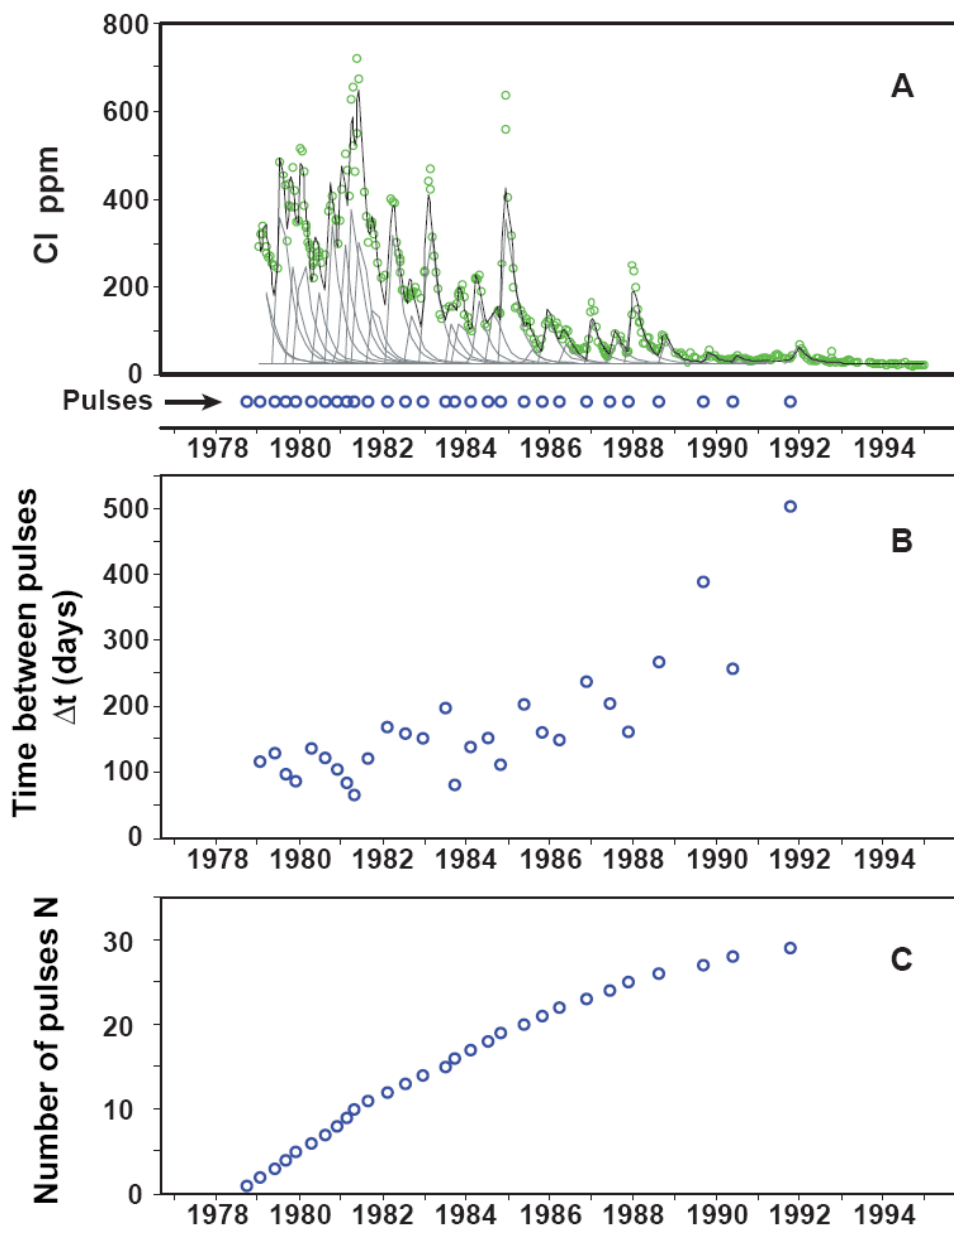 800
A
600
Cl ppm
400
200
0
Pulses
1978 1980 1982 1984 1986 1988 1990 1992 1994
500
B
400
Time between pulses
Δt (days)
300
200
100
0
1978 1980 1982 1984 1986 1988 1990 1992 1994
Number of pulses N
30
C
20
10
0
1978 1980 1982 1984 1986 1988 1990 1992 1994